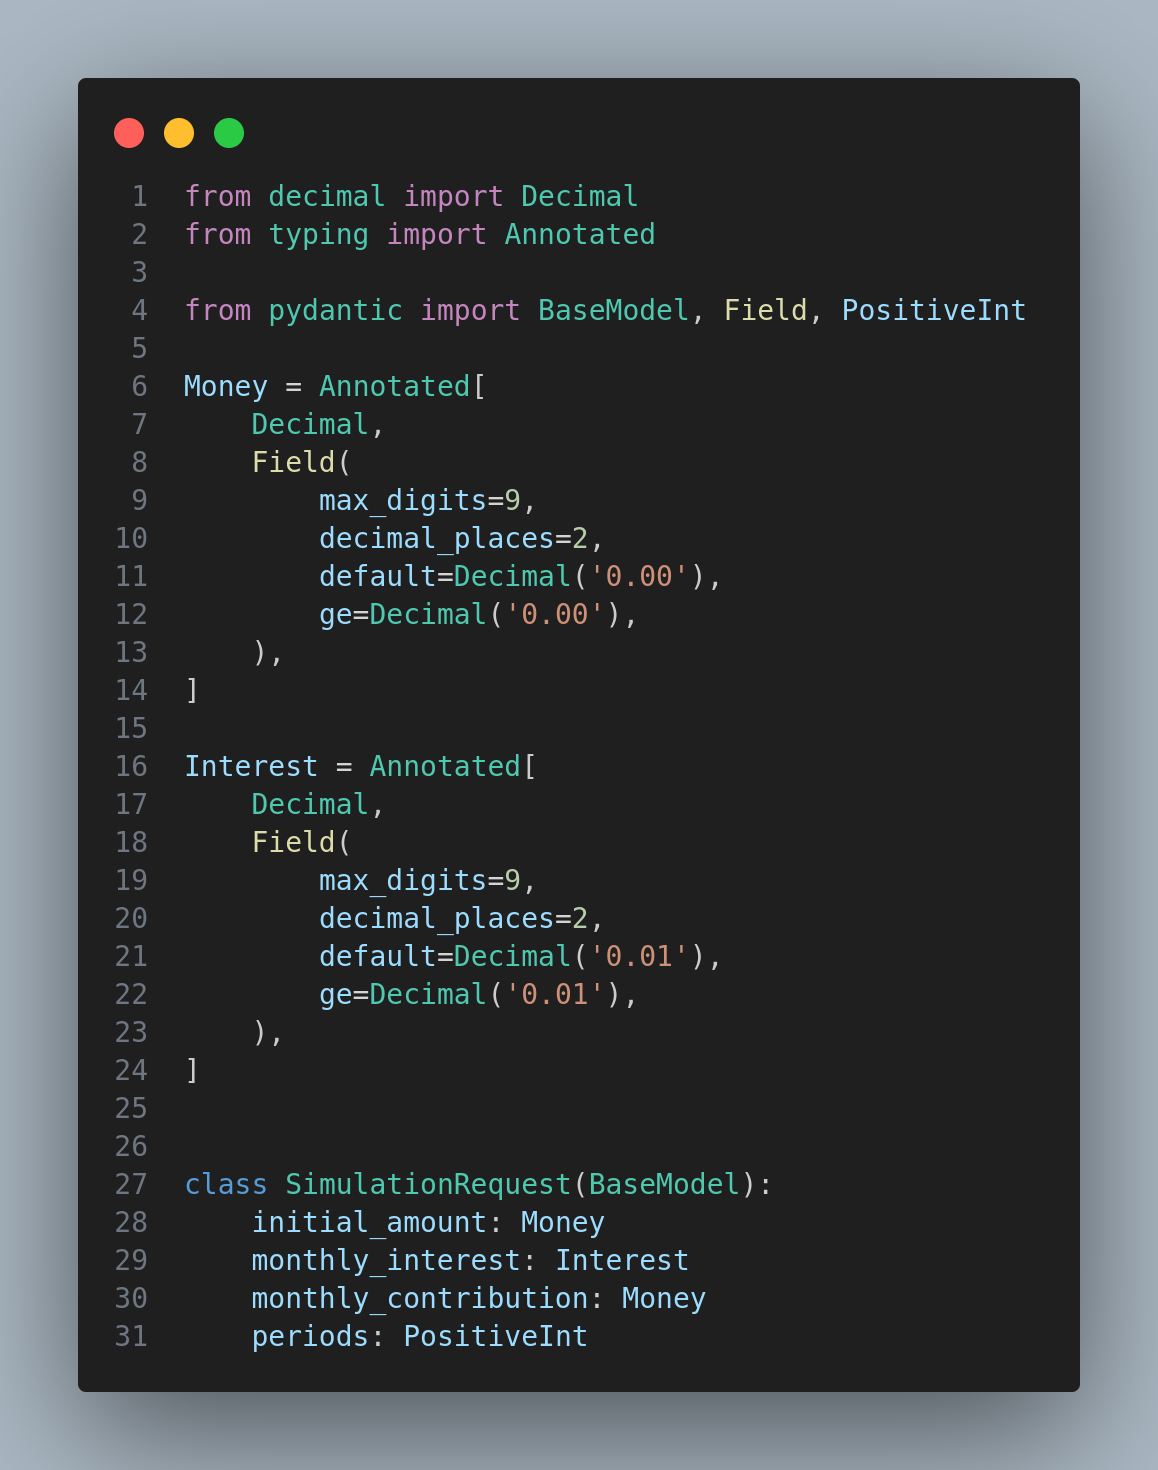 1 from decimal import Decimal
2 from typing import Annotated
3
4 from pydantic import BaseModel, Field, PositiveInt
5
6 Money = Annotated[
7     Decimal,
8     Field(
9         max_digits=9,
10         decimal_places=2,
11         default=Decimal('0.00'),
12         ge=Decimal('0.00'),
13     ),
14 ]
15
16 Interest = Annotated[
17     Decimal,
18     Field(
19         max_digits=9,
20         decimal_places=2,
21         default=Decimal('0.01'),
22         ge=Decimal('0.01'),
23     ),
24 ]
25
26
27 class SimulationRequest(BaseModel):
28     initial_amount: Money
29     monthly_interest: Interest
30     monthly_contribution: Money
31     periods: PositiveInt